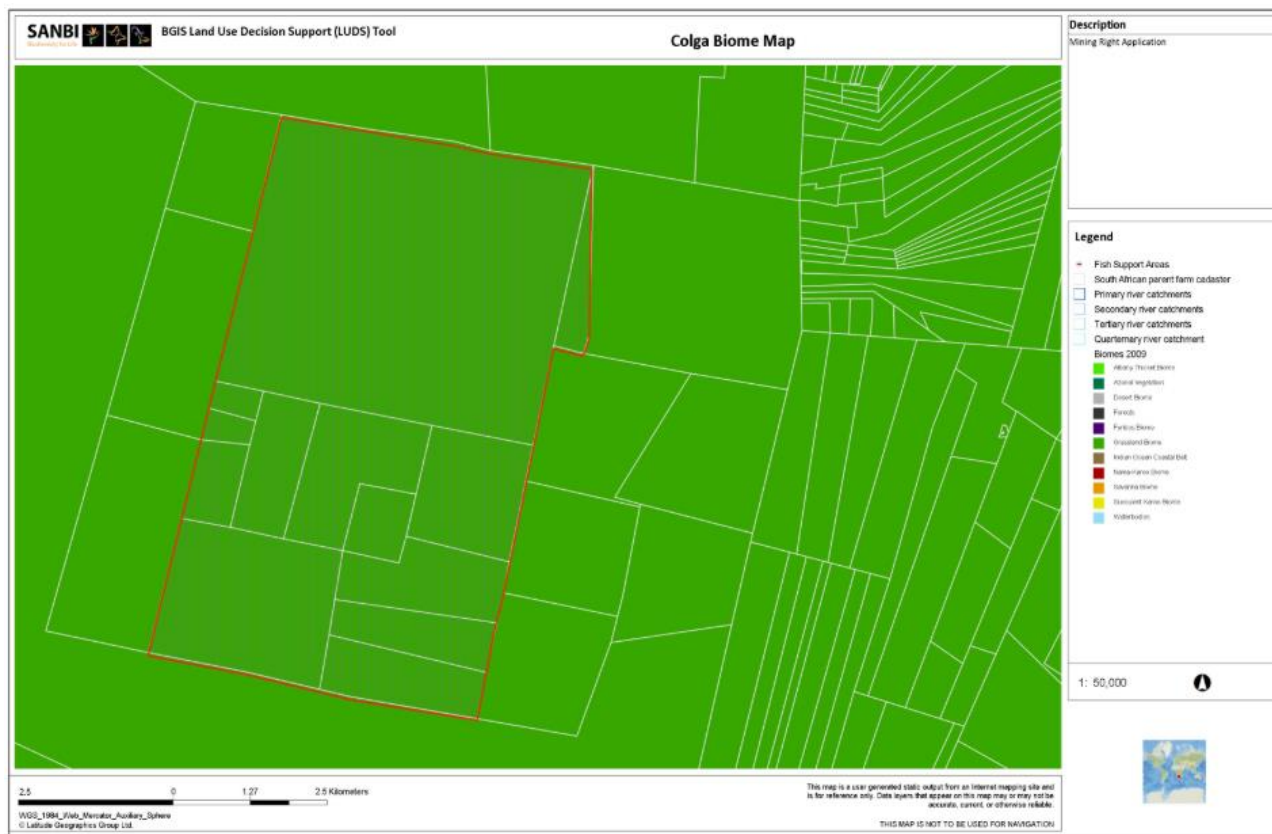 SANBI
Biodiversity for Life
BGIS Land Use Decision Support (LUDS) Tool
Colga Biome Map
Description
Mining Right Application
Legend
Fish Support Areas
South African parent farm cadaster
Primary river catchments
Secondary river catchments
Tertiary river catchments
Quarternary river catchment
Biomes 2009
Albany Thicket Biome
Azonal Vegetation
Desert Biome
Forests
Fynbos Biome
Grassland Biome
Indian Ocean Coastal Belt
Nama-Karoo Biome
Savanna Biome
Succulent Karoo Biome
Waterbodies
1: 50,000
2.5 0 1.27 2.5 Kilometers
WGS_1984_Web_Mercator_Auxiliary_Sphere
© Latitude Geographics Group Ltd.
This map is a user generated static output from an Internet mapping site and
is for reference only. Data layers that appear on this map may or may not be
accurate, current, or otherwise reliable.
THIS MAP IS NOT TO BE USED FOR NAVIGATION